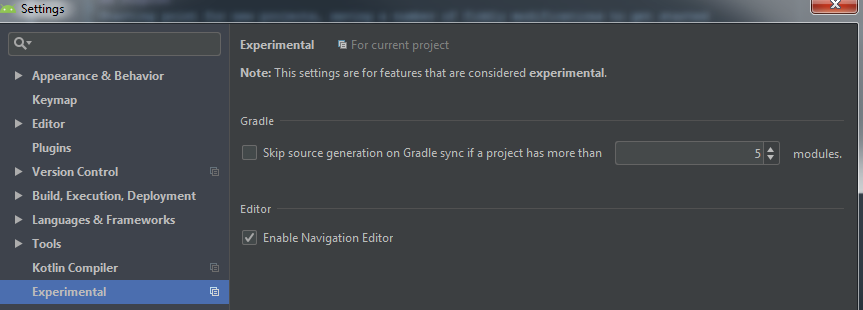 Settings
Experimental
For current project
Note: This settings are for features that are considered experimental.
Appearance & Behavior
Keymap
Editor
Plugins
Version Control
Build, Execution, Deployment
Languages & Frameworks
Tools
Kotlin Compiler
Experimental
Gradle
Skip source generation on Gradle sync if a project has more than 5 modules.
Editor
Enable Navigation Editor